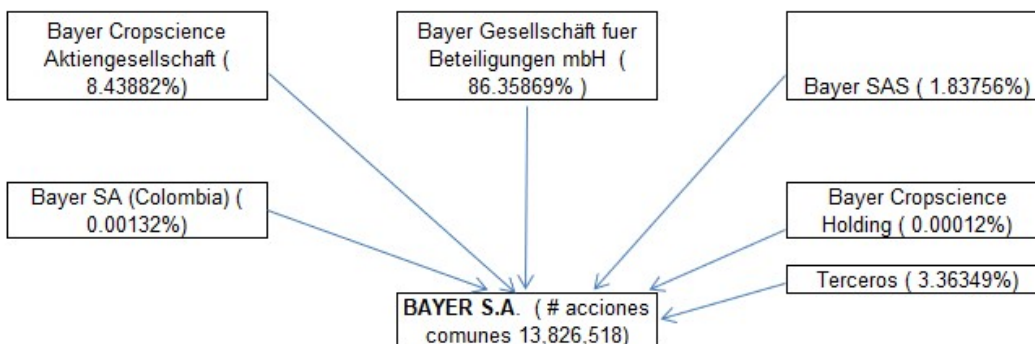 Bayer Cropscience
Aktiengesellschaft (
8.43882%)
Bayer Gesellschäft fuer
Beteiligungen mbH  (
86.35869% )
Bayer SAS ( 1.83756%)
Bayer SA (Colombia) (
0.00132%)
Bayer Cropscience
Holding ( 0.00012%)
Terceros ( 3.36349%)
BAYER S.A.  ( # acciones
comunes 13,826,518)